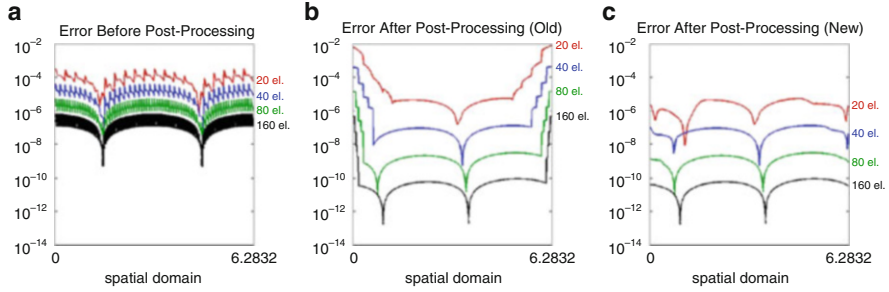 a
Error Before Post-Processing
10⁻²
10⁻⁴
10⁻⁶
10⁻⁸
10⁻¹⁰
10⁻¹²
10⁻¹⁴
20 el.
40 el.
80 el.
160 el.
0
6.2832
spatial domain
b
Error After Post-Processing (Old)
10⁻²
10⁻⁴
10⁻⁶
10⁻⁸
10⁻¹⁰
10⁻¹²
10⁻¹⁴
20 el.
40 el.
80 el.
160 el.
0
6.2832
spatial domain
c
Error After Post-Processing (New)
10⁻²
10⁻⁴
10⁻⁶
10⁻⁸
10⁻¹⁰
10⁻¹²
10⁻¹⁴
20 el.
40 el.
80 el.
160 el.
0
6.2832
spatial domain